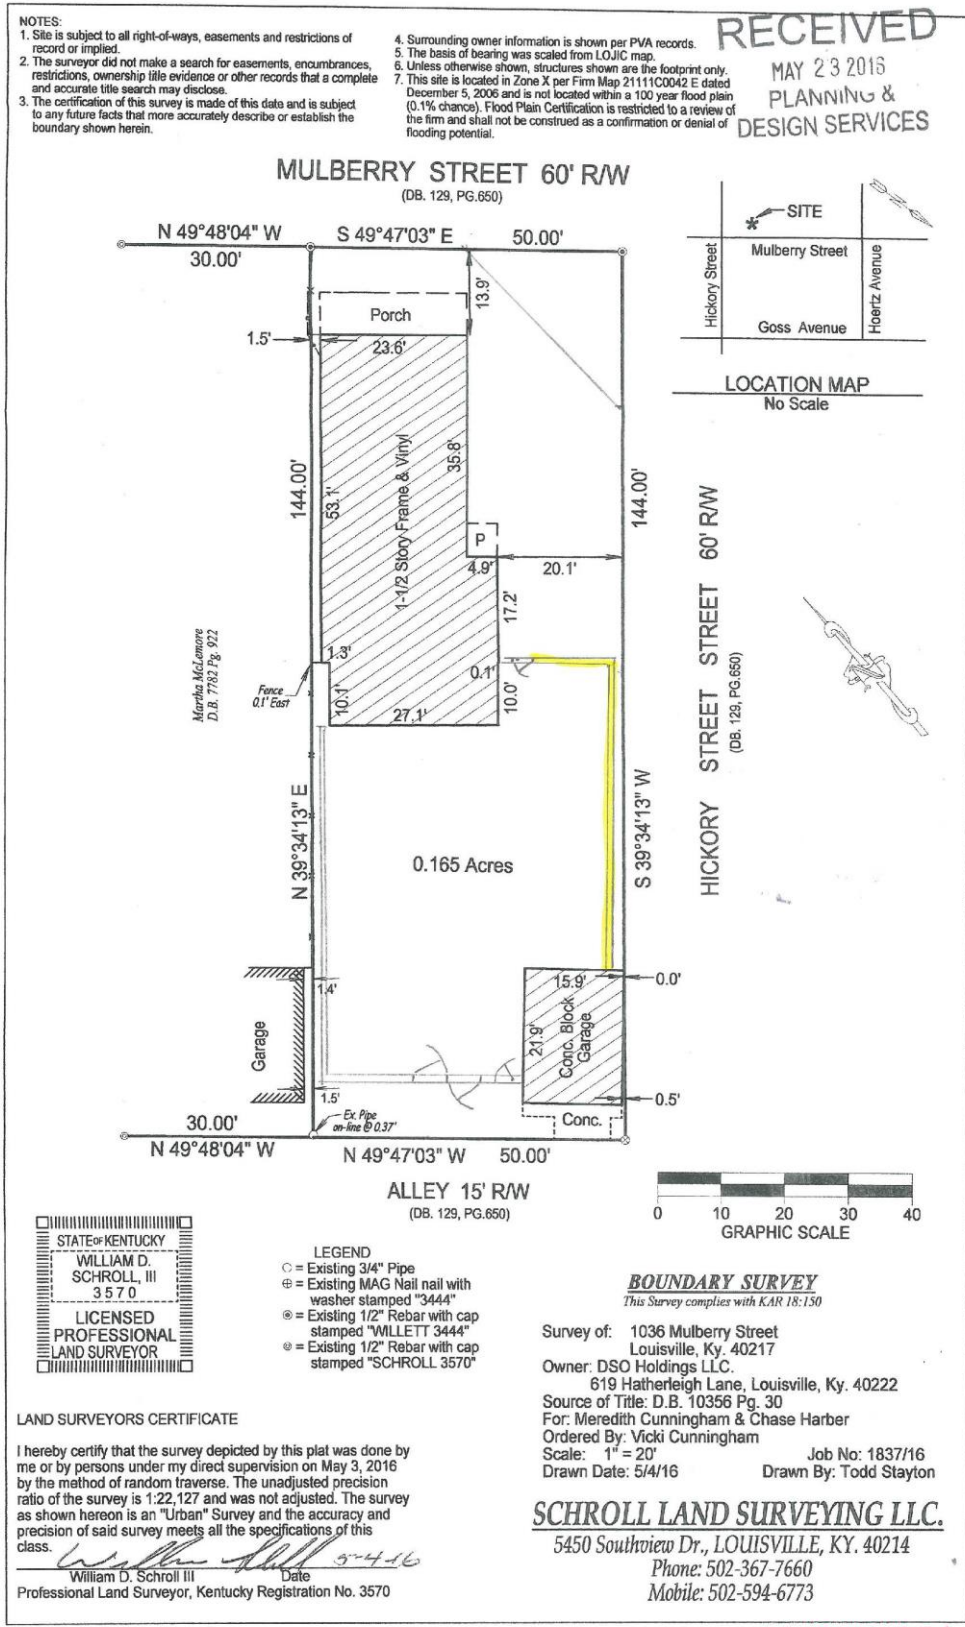 NOTES:
1. Site is subject to all right-of-ways, easements and restrictions of
record or implied.
2. The surveyor did not make a search for easements, encumbrances,
restrictions, ownership title evidence or other records that a complete
and accurate title search may disclose.
3. The certification of this survey is made of this date and is subject
to any future facts that more accurately describe or establish the
boundary shown herein.
4. Surrounding owner information is shown per PVA records.
5. The basis of bearing was scaled from LOJIC map.
6. Unless otherwise shown, structures shown are the footprint only.
7. This site is located in Zone X per Firm Map 21111C0042 E dated
December 5, 2006 and is not located within a 100 year flood plain
(0.1% chance). Flood Plain Certification is restricted to a review of
the firm and shall not be construed as a confirmation or denial of
flooding potential.
RECEIVED
MAY 23 2016
PLANNING &
DESIGN SERVICES
MULBERRY STREET 60' R/W
(DB. 129, PG.650)
N 49°48'04" W
30.00'
S 49°47'03" E
50.00'
SITE
Mulberry Street
Hickory Street
Hoertz Avenue
Goss Avenue
N
LOCATION MAP
No Scale
13.9'
Porch
1.5'
23.6'
144.00'
53.1'
1-1/2 Story Frame & Vinyl
35.8'
144.00'
P
4.9'
20.1'
17.2'
1.3'
0.1'
10.0'
10.1'
27.1'
Fence
0.1' East
Martha McLemore
D.B. 7782 Pg. 922
HICKORY STREET STREET 60' R/W
(DB. 129, PG.650)
N 39°34'13" E
S 39°34'13" W
0.165 Acres
15.9'
0.0'
1.4'
Garage
21.9'
Conc. Block
Garage
1.5'
0.5'
Conc.
Ex. Pipe
on-line @ 0.37'
30.00'
N 49°48'04" W
N 49°47'03" W
50.00'
ALLEY 15' R/W
(DB. 129, PG.650)
0 10 20 30 40
GRAPHIC SCALE
STATE OF KENTUCKY
WILLIAM D.
SCHROLL, III
3570
LICENSED
PROFESSIONAL
LAND SURVEYOR
LEGEND
= Existing 3/4" Pipe
= Existing MAG Nail nail with
washer stamped "3444"
= Existing 1/2" Rebar with cap
stamped "WILLETT 3444"
= Existing 1/2" Rebar with cap
stamped "SCHROLL 3570"
BOUNDARY SURVEY
This Survey complies with KAR 18:150
Survey of: 1036 Mulberry Street
Louisville, Ky. 40217
Owner: DSO Holdings LLC.
619 Hatherleigh Lane, Louisville, Ky. 40222
Source of Title: D.B. 10356 Pg. 30
For: Meredith Cunningham & Chase Harber
Ordered By: Vicki Cunningham
Scale: 1" = 20' Job No: 1837/16
Drawn Date: 5/4/16 Drawn By: Todd Stayton
LAND SURVEYORS CERTIFICATE
I hereby certify that the survey depicted by this plat was done by
me or by persons under my direct supervision on May 3, 2016
by the method of random traverse. The unadjusted precision
ratio of the survey is 1:22,127 and was not adjusted. The survey
as shown hereon is an "Urban" Survey and the accuracy and
precision of said survey meets all the specifications of this
class.
5-4-16
William D. Schroll III Date
Professional Land Surveyor, Kentucky Registration No. 3570
SCHROLL LAND SURVEYING LLC.
5450 Southview Dr., LOUISVILLE, KY. 40214
Phone: 502-367-7660
Mobile: 502-594-6773